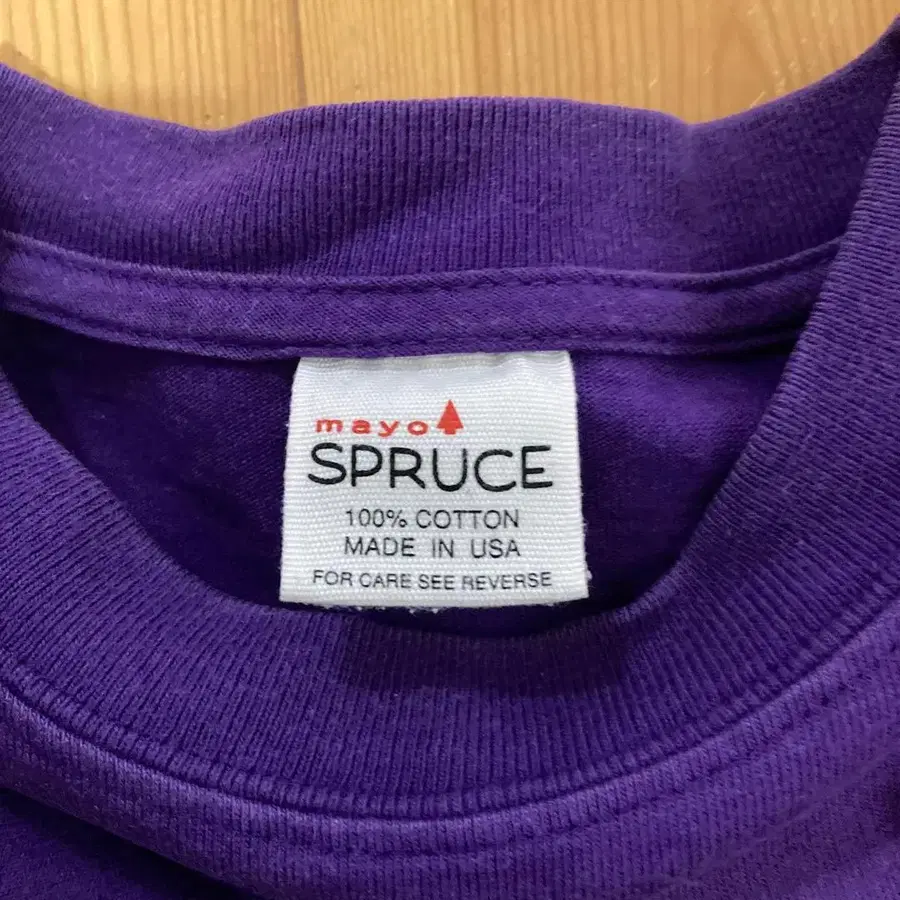 mayo
SPRUCE
100% COTTON
MADE IN USA
FOR CARE SEE REVERSE